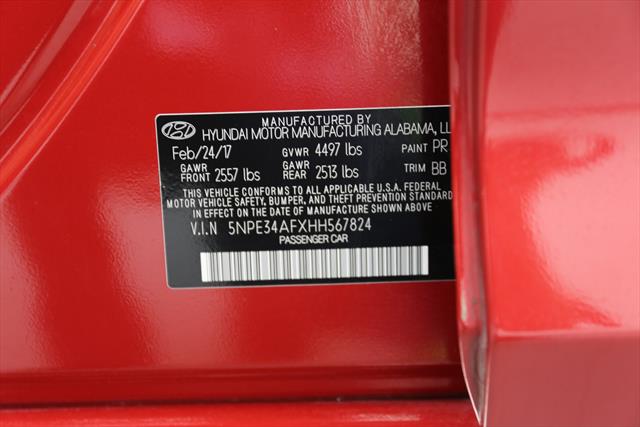 MANUFACTURED BY
HYUNDAI MOTOR MANUFACTURING ALABAMA, LL
Feb/24/17 GVWR 4497 lbs PAINT PR
GAWR FRONT 2557 lbs GAWR REAR 2513 lbs TRIM BB
THIS VEHICLE CONFORMS TO ALL APPLICABLE U.S.A. FEDERAL
MOTOR VEHICLE SAFETY, BUMPER, AND THEFT PREVENTION STANDARDS
IN EFFECT ON THE DATE OF MANUFACTURE SHOWN ABOVE.
V.I.N 5NPE34AFXHH567824
PASSENGER CAR